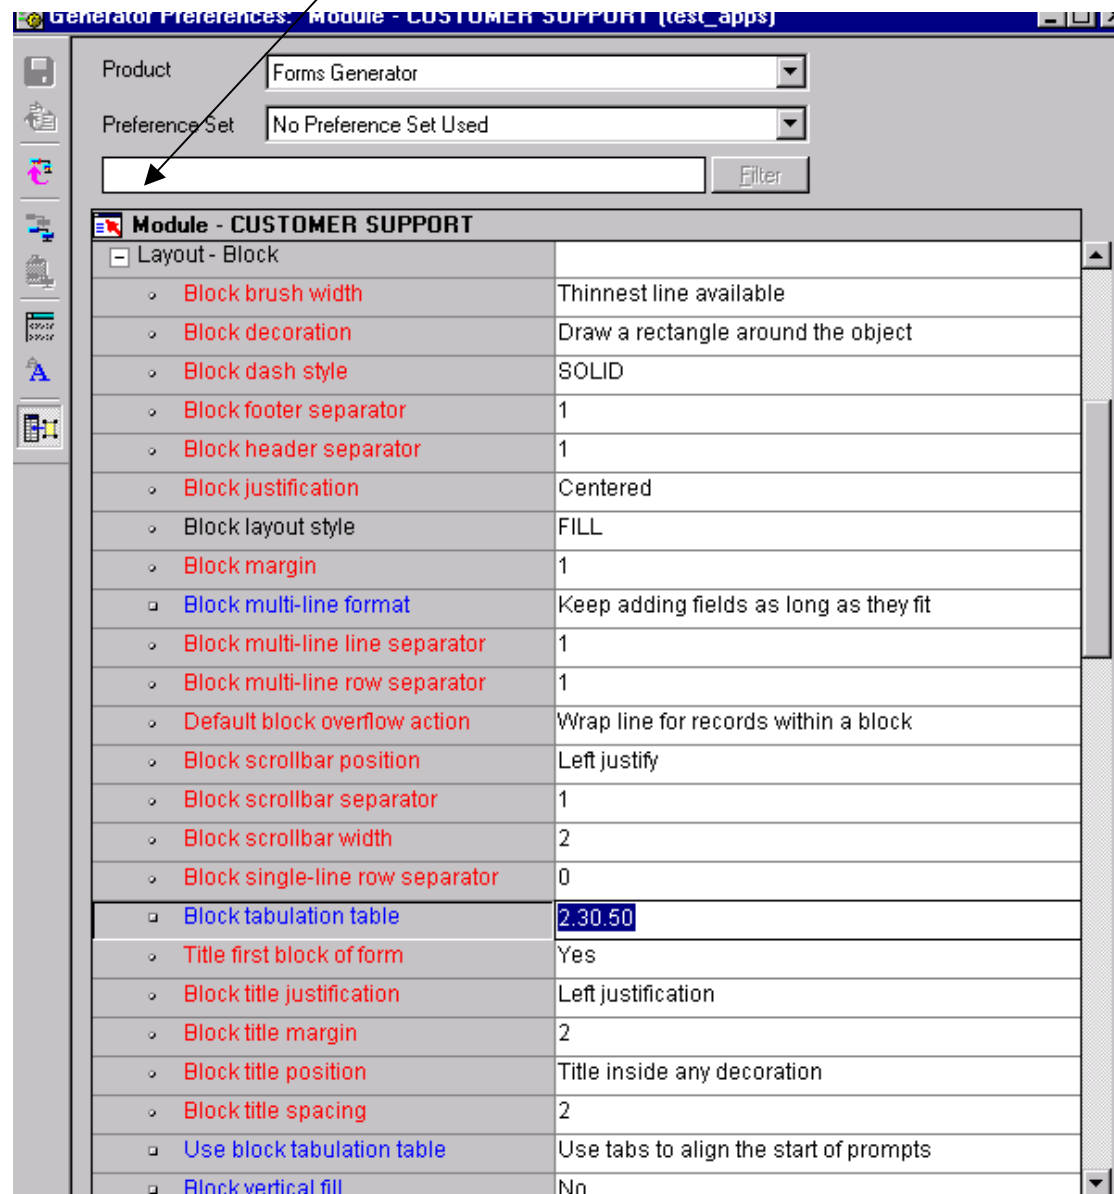 Generator Preferences: Module - CUSTOMER SUPPORT (test_apps)
Product Forms Generator
Preference Set No Preference Set Used
Filter
Module - CUSTOMER SUPPORT
Layout - Block
Block brush width Thinnest line available
Block decoration Draw a rectangle around the object
Block dash style SOLID
Block footer separator 1
Block header separator 1
Block justification Centered
Block layout style FILL
Block margin 1
Block multi-line format Keep adding fields as long as they fit
Block multi-line line separator 1
Block multi-line row separator 1
Default block overflow action Wrap line for records within a block
Block scrollbar position Left justify
Block scrollbar separator 1
Block scrollbar width 2
Block single-line row separator 0
Block tabulation table 2.30.50
Title first block of form Yes
Block title justification Left justification
Block title margin 2
Block title position Title inside any decoration
Block title spacing 2
Use block tabulation table Use tabs to align the start of prompts
Block vertical fill No